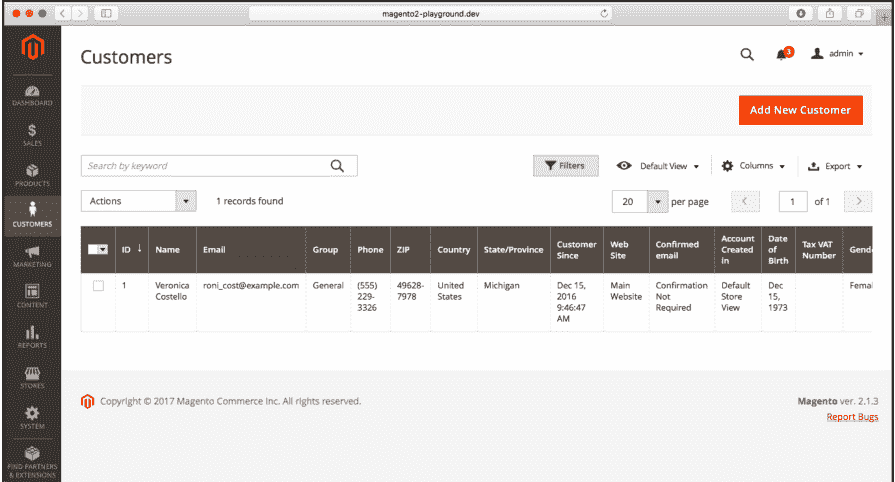 magento2-playground.dev
Customers
3
admin
DASHBOARD
SALES
PRODUCTS
CUSTOMERS
MARKETING
CONTENT
REPORTS
STORES
SYSTEM
FIND PARTNERS
& EXTENSIONS
Add New Customer
Search by keyword
Filters
Default View
Columns
Export
Actions
1 records found
20
per page
1
of 1
ID
Name
Email
Group
Phone
ZIP
Country
State/Province
Customer
Since
Web
Site
Confirmed
email
Account
Created
in
Date
of
Birth
Tax VAT
Number
Gende
1
Veronica
Costello
roni_cost@example.com
General
(555)
229-
3326
49628-
7978
United
States
Michigan
Dec 15,
2016
9:46:47
AM
Main
Website
Confirmation
Not
Required
Default
Store
View
Dec
15,
1973
Femal
Copyright © 2017 Magento Commerce Inc. All rights reserved.
Magento ver. 2.1.3
Report Bugs